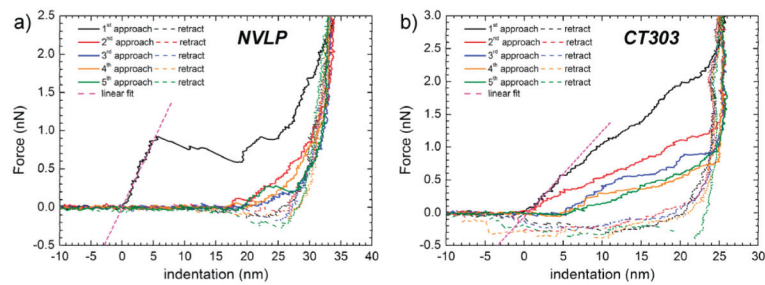 a)
NVLP
1st approach retract
2nd approach retract
3rd approach retract
4th approach retract
5th approach retract
linear fit
Force (nN)
2.5
2.0
1.5
1.0
0.5
0.0
-0.5
-10 -5 0 5 10 15 20 25 30 35 40
indentation (nm)
b)
CT303
1st approach retract
2nd approach retract
3rd approach retract
4th approach retract
5th approach retract
linear fit
Force (nN)
3.0
2.5
2.0
1.5
1.0
0.5
0.0
-0.5
-10 -5 0 5 10 15 20 25 30
indentation (nm)